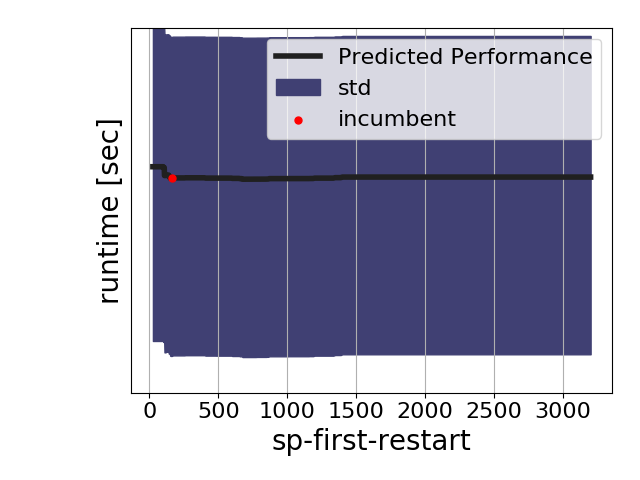 Predicted Performance
std
incumbent
runtime [sec]
0 500 1000 1500 2000 2500 3000
sp-first-restart